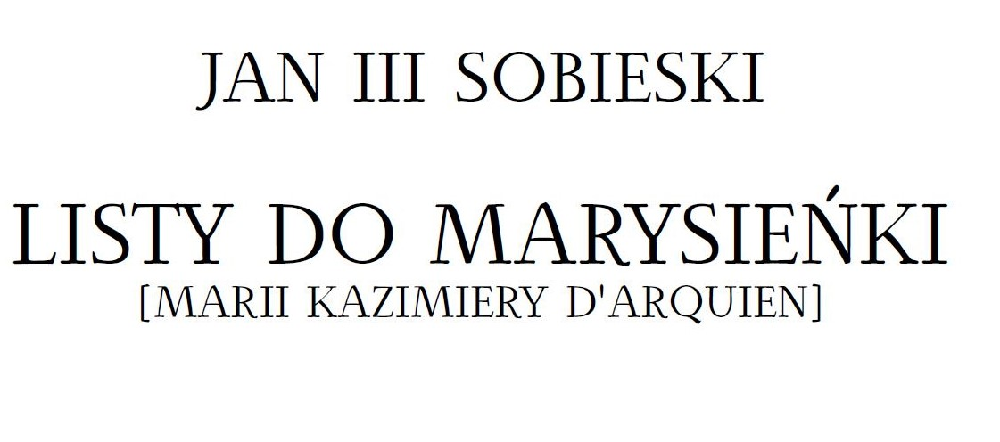 JAN III SOBIESKI
LISTY DO MARYSIEŃKI
[MARII KAZIMIERY D'ARQUIEN]